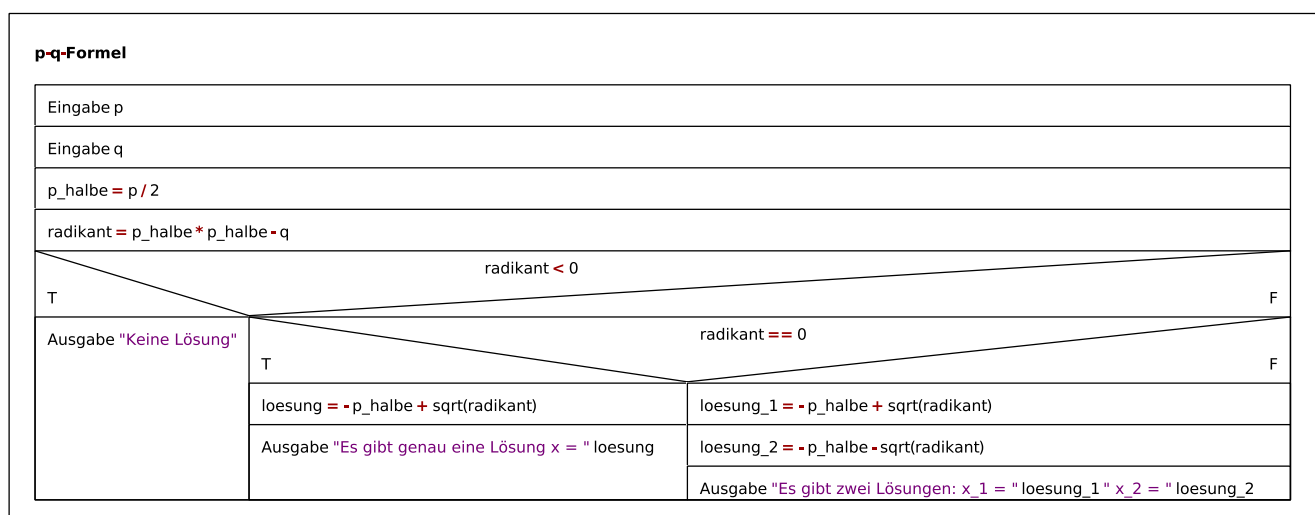 p-q-Formel
Eingabe p
Eingabe q
p_halbe = p / 2
radikant = p_halbe * p_halbe - q
radikant < 0
T
F
Ausgabe "Keine Lösung"
radikant == 0
T
F
loesung = - p_halbe + sqrt(radikant)
Ausgabe "Es gibt genau eine Lösung x = " loesung
loesung_1 = - p_halbe + sqrt(radikant)
loesung_2 = - p_halbe - sqrt(radikant)
Ausgabe "Es gibt zwei Lösungen: x_1 = " loesung_1 " x_2 = " loesung_2